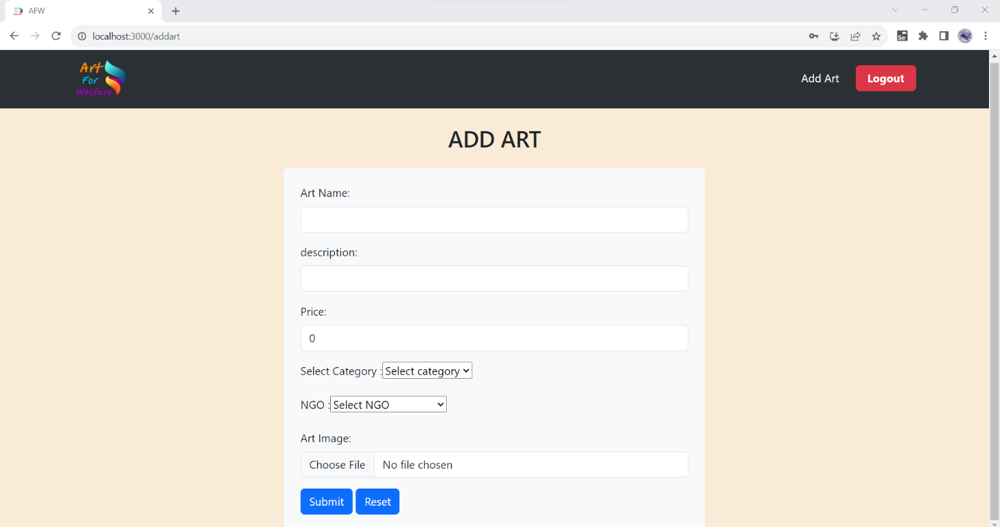 AFW
localhost:3000/addart
Se
Art
For
Welfare
Add Art
Logout
ADD ART
Art Name:
description:
Price:
0
Select Category :Select category
NGO :Select NGO
Art Image:
Choose File No file chosen
Submit Reset